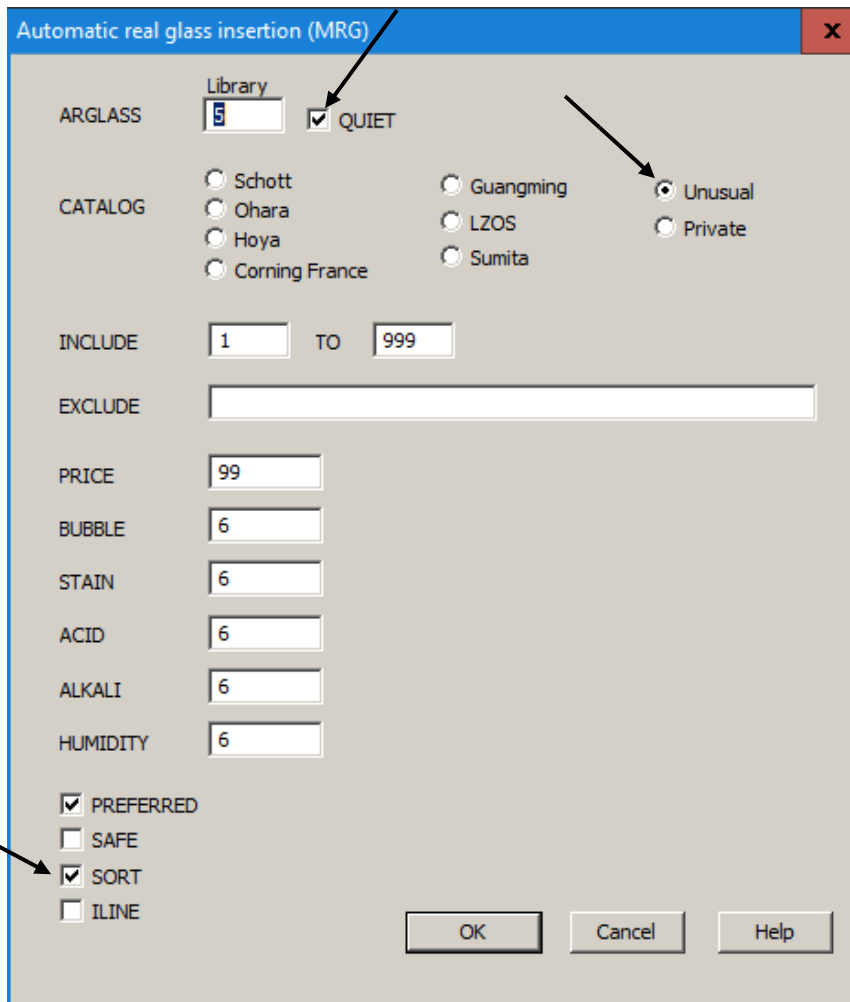 Automatic real glass insertion (MRG)
x
Library
ARGLASS 5 QUIET
CATALOG
Schott
Ohara
Hoya
Corning France
Guangming
LZOS
Sumita
Unusual
Private
INCLUDE 1 TO 999
EXCLUDE
PRICE 99
BUBBLE 6
STAIN 6
ACID 6
ALKALI 6
HUMIDITY 6
PREFERRED
SAFE
SORT
ILINE
OK Cancel Help